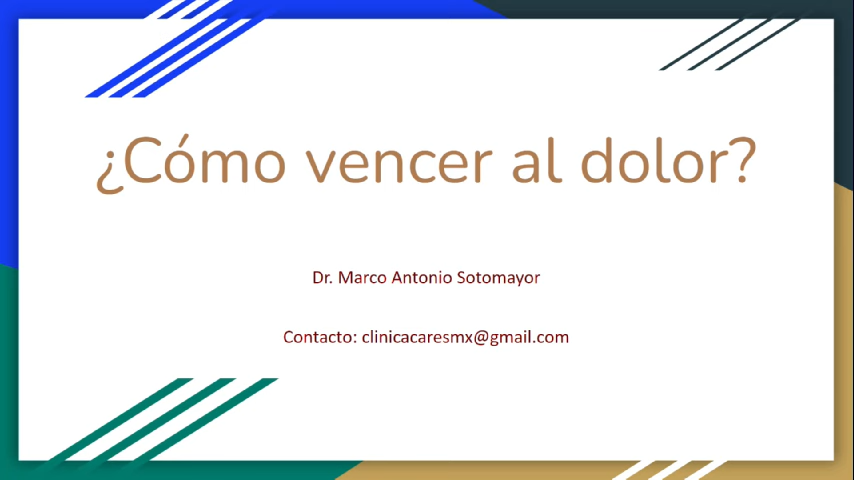 ¿Cómo vencer al dolor?
Dr. Marco Antonio Sotomayor
Contacto: clinicacaresmx@gmail.com